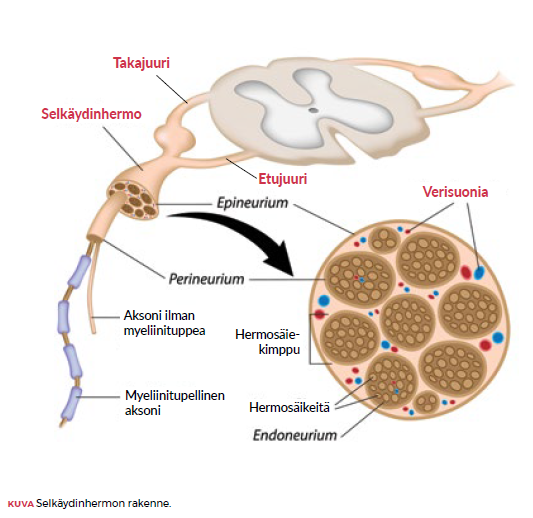 Takajuuri
Selkäydinhermo
Etujuuri
Verisuonia
Epineurium
Perineurium
Aksoni ilman
myeliinituppea
Hermosäie-
kimppu
Myeliinitupellinen
aksoni
Hermosäikeitä
Endoneurium
KUVA Selkäydinhermon rakenne.